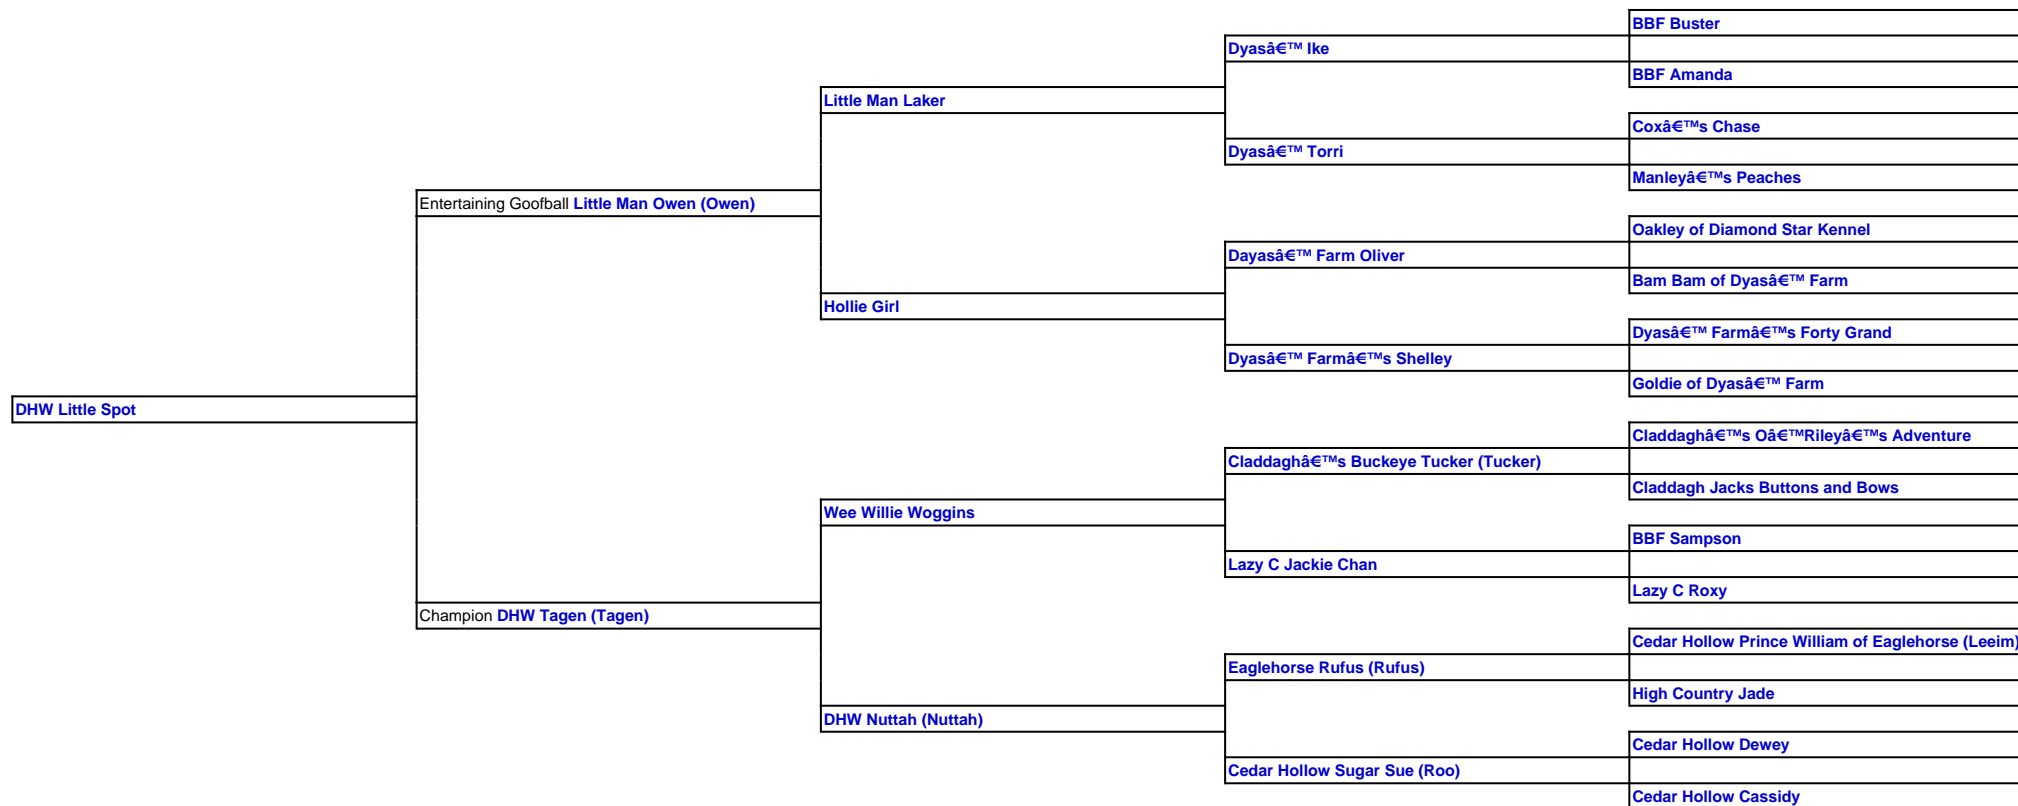 BBF Buster
Dyasâ€™ Ike
BBF Amanda
Little Man Laker
Coxâ€™s Chase
Dyasâ€™ Torri
Manleyâ€™s Peaches
Entertaining Goofball Little Man Owen (Owen)
Oakley of Diamond Star Kennel
Dayasâ€™ Farm Oliver
Bam Bam of Dyasâ€™ Farm
Hollie Girl
Dyasâ€™ Farmâ€™s Forty Grand
Dyasâ€™ Farmâ€™s Shelley
Goldie of Dyasâ€™ Farm
DHW Little Spot
Claddaghâ€™s Oâ€™Rileyâ€™s Adventure
Claddaghâ€™s Buckeye Tucker (Tucker)
Claddagh Jacks Buttons and Bows
Wee Willie Woggins
BBF Sampson
Lazy C Jackie Chan
Lazy C Roxy
Champion DHW Tagen (Tagen)
Cedar Hollow Prince William of Eaglehorse (Leeim)
Eaglehorse Rufus (Rufus)
High Country Jade
DHW Nuttah (Nuttah)
Cedar Hollow Dewey
Cedar Hollow Sugar Sue (Roo)
Cedar Hollow Cassidy